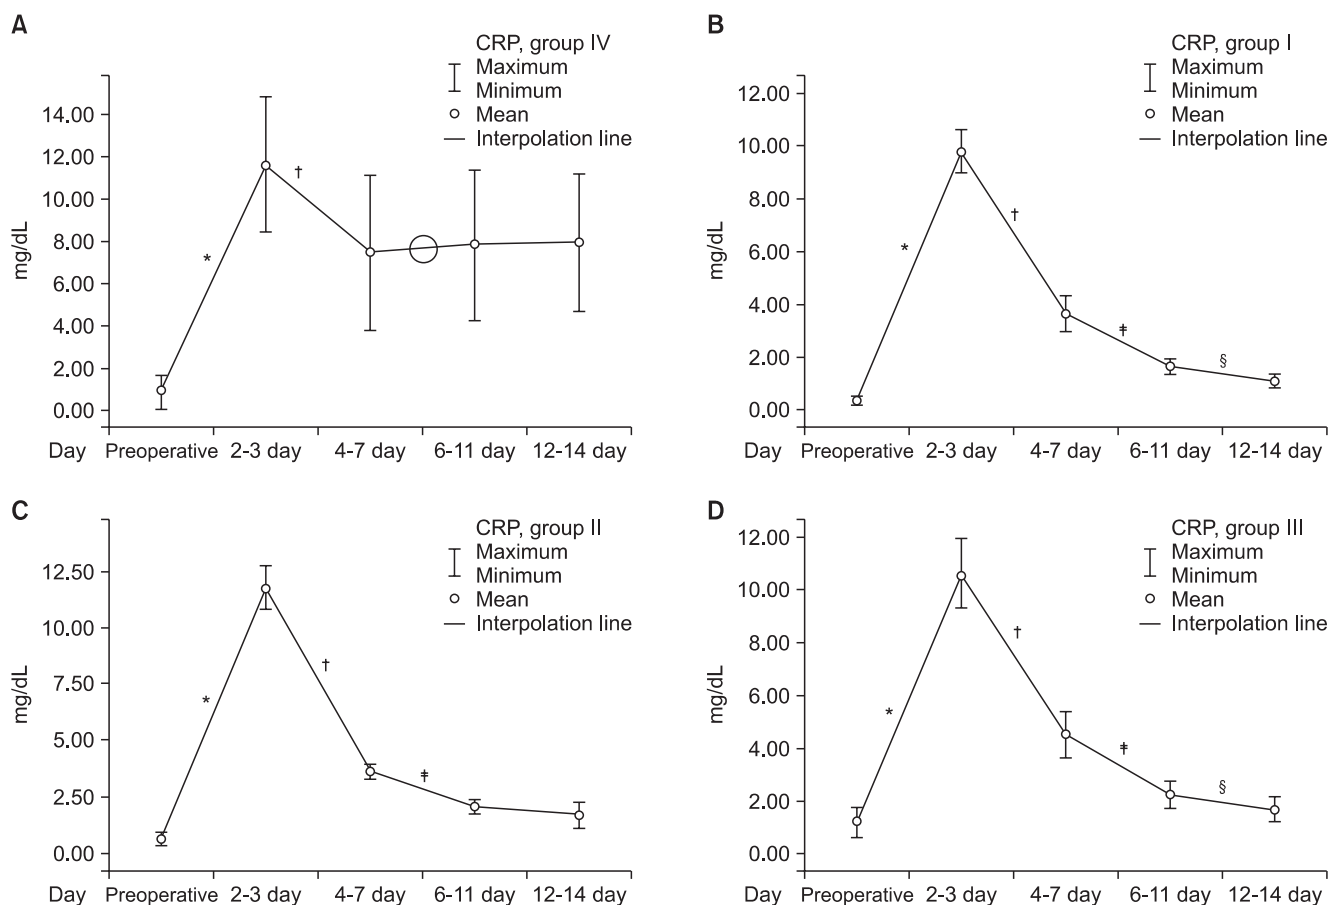 A
CRP, group IV
Maximum
Minimum
Mean
Interpolation line
mg/dL
14.00
12.00
10.00
8.00
6.00
4.00
2.00
0.00
*
†
Day Preoperative 2-3 day 4-7 day 6-11 day 12-14 day
B
CRP, group I
Maximum
Minimum
Mean
Interpolation line
mg/dL
12.00
10.00
8.00
6.00
4.00
2.00
0.00
*
†
‡
§
Day Preoperative 2-3 day 4-7 day 6-11 day 12-14 day
C
CRP, group II
Maximum
Minimum
Mean
Interpolation line
mg/dL
12.50
10.00
7.50
5.00
2.50
0.00
*
†
‡
Day Preoperative 2-3 day 4-7 day 6-11 day 12-14 day
D
CRP, group III
Maximum
Minimum
Mean
Interpolation line
mg/dL
12.00
10.00
8.00
6.00
4.00
2.00
0.00
*
†
‡
§
Day Preoperative 2-3 day 4-7 day 6-11 day 12-14 day